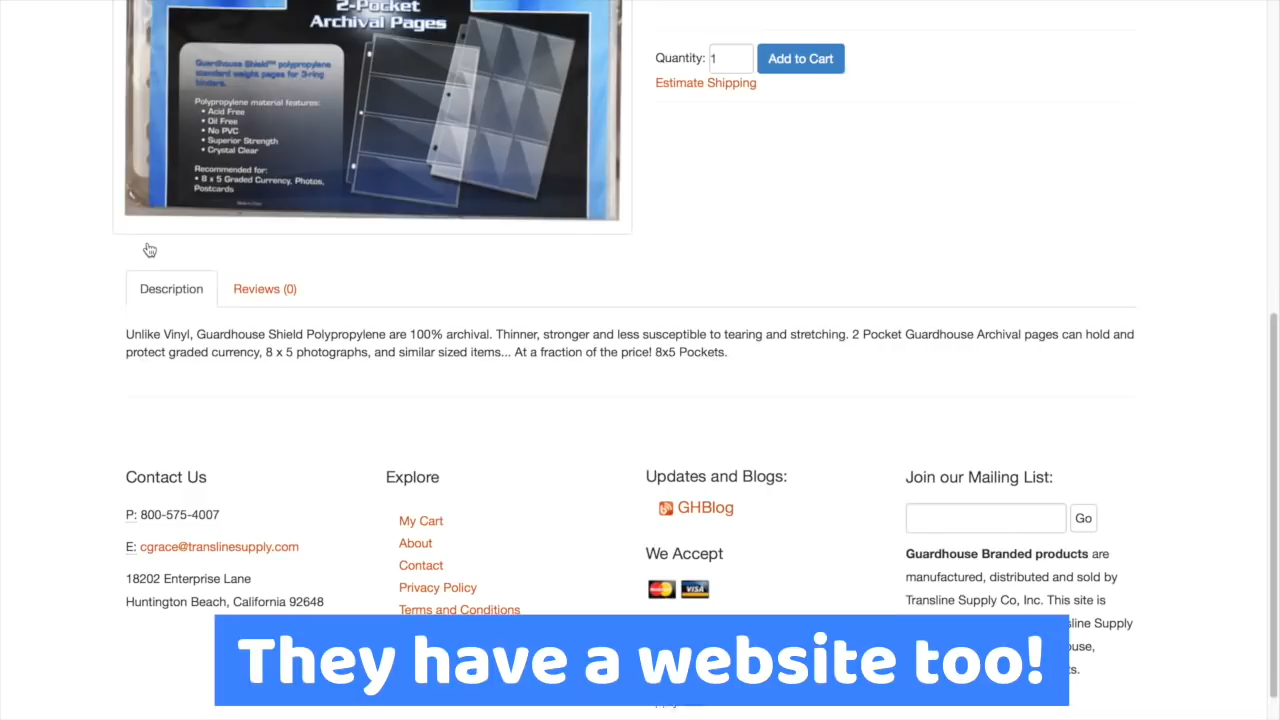 2-Pocket
Archival Pages
Guardhouse Shield™ polypropylene
standard weight pages for 3-ring
binders.
Polypropylene material features:
• Acid Free
• Oil Free
• No PVC
• Superior Strength
• Crystal Clear
Recommended for:
• 8 x 5 Graded Currency, Photos,
Postcards
Made in China
Quantity: 1 Add to Cart
Estimate Shipping
Description Reviews (0)
Unlike Vinyl, Guardhouse Shield Polypropylene are 100% archival. Thinner, stronger and less susceptible to tearing and stretching. 2 Pocket Guardhouse Archival pages can hold and
protect graded currency, 8 x 5 photographs, and similar sized items... At a fraction of the price! 8x5 Pockets.
Contact Us
P: 800-575-4007
E: cgrace@translinesupply.com
18202 Enterprise Lane
Huntington Beach, California 92648
Explore
My Cart
About
Contact
Privacy Policy
Terms and Conditions
Updates and Blogs:
GHBlog
We Accept
MasterCard VISA
Join our Mailing List:
Go
Guardhouse Branded products are
manufactured, distributed and sold by
Transline Supply Co, Inc. This site is
Supply
They have a website too!